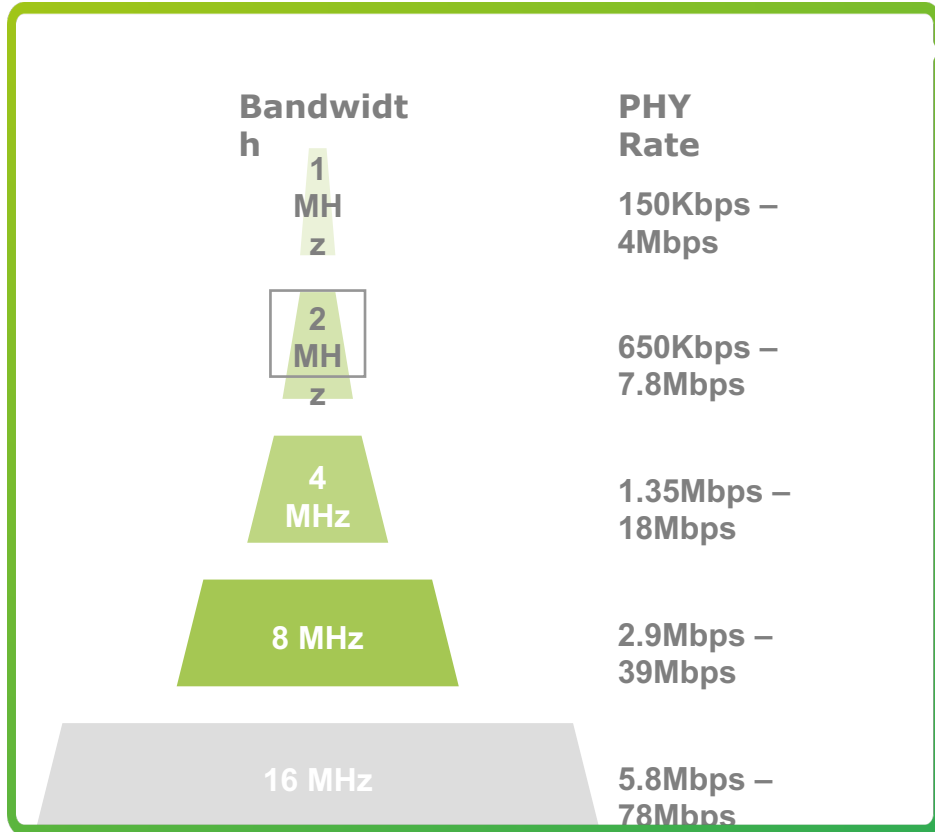 Bandwidt
h
PHY
Rate
1
MH
z
150Kbps –
4Mbps
2
MH
z
650Kbps –
7.8Mbps
4
MHz
1.35Mbps –
18Mbps
8 MHz
2.9Mbps –
39Mbps
16 MHz
5.8Mbps –
78Mbps